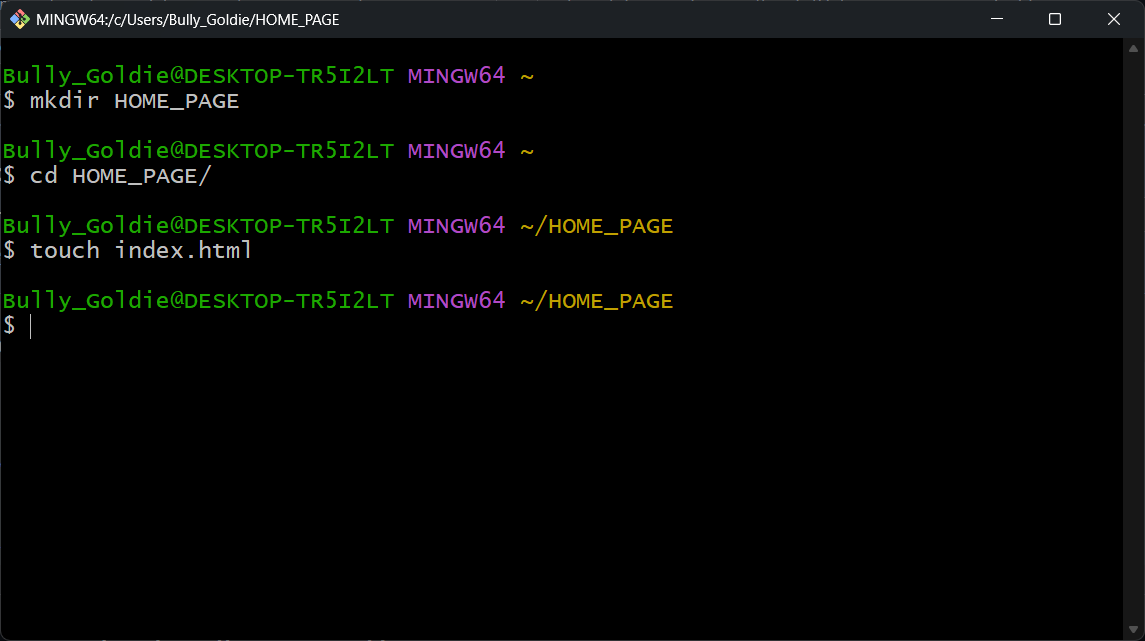 MINGW64:/c/Users/Bully_Goldie/HOME_PAGE
Bully_Goldie@DESKTOP-TR5I2LT MINGW64 ~
$ mkdir HOME_PAGE
Bully_Goldie@DESKTOP-TR5I2LT MINGW64 ~
$ cd HOME_PAGE/
Bully_Goldie@DESKTOP-TR5I2LT MINGW64 ~/HOME_PAGE
$ touch index.html
Bully_Goldie@DESKTOP-TR5I2LT MINGW64 ~/HOME_PAGE
$